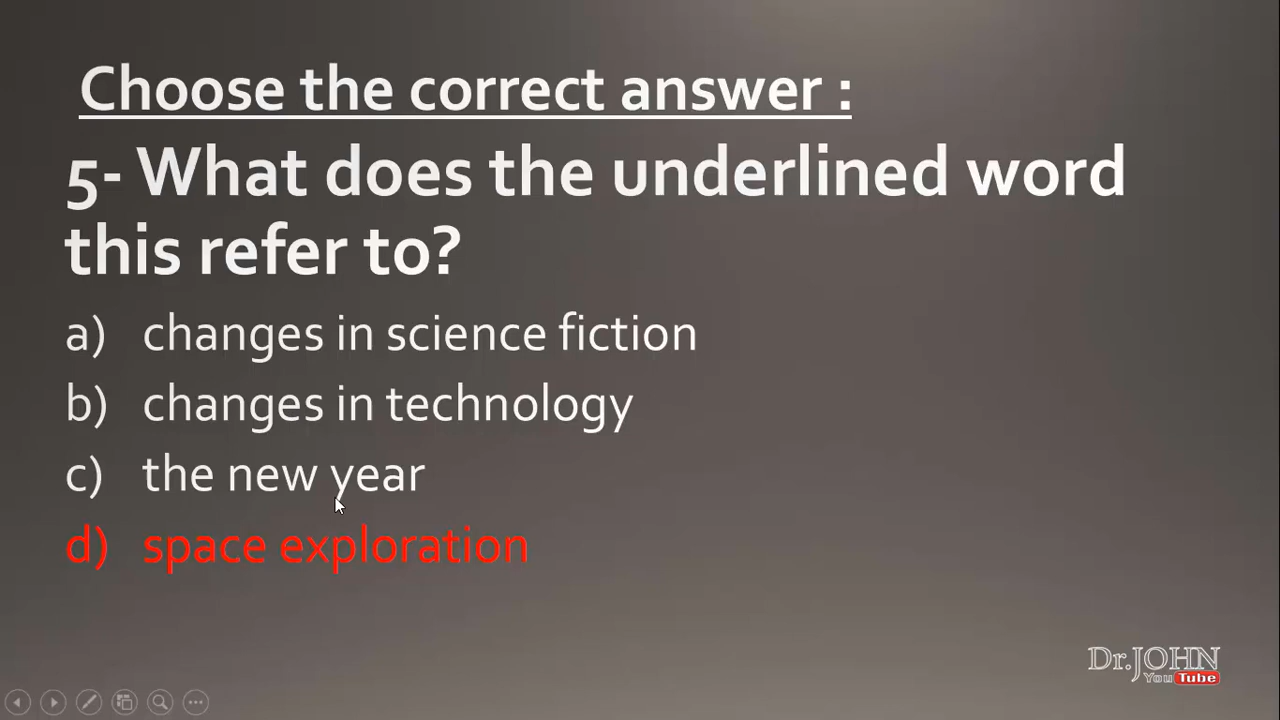 Choose the correct answer :
5- What does the underlined word
this refer to?
a) changes in science fiction
b) changes in technology
c) the new year
d) space exploration
Dr.JOHN
YouTube